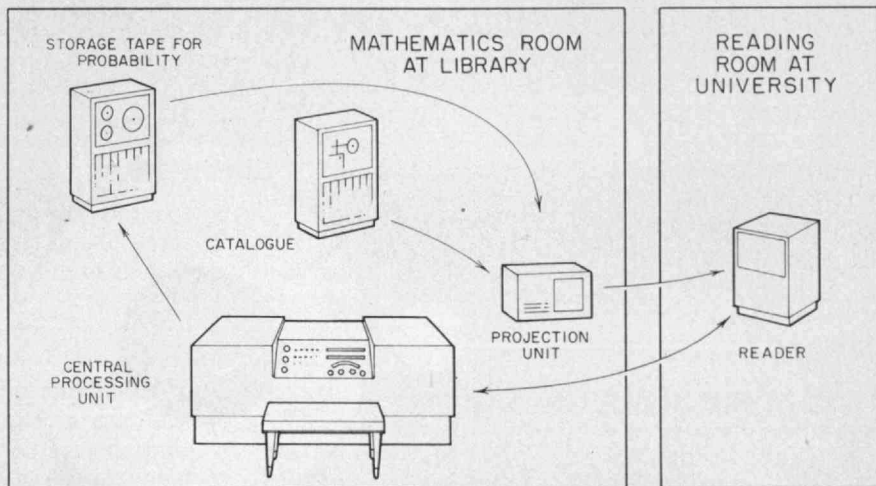 STORAGE TAPE FOR
PROBABILITY
MATHEMATICS ROOM
AT LIBRARY
READING
ROOM AT
UNIVERSITY
CATALOGUE
PROJECTION
UNIT
READER
CENTRAL
PROCESSING
UNIT